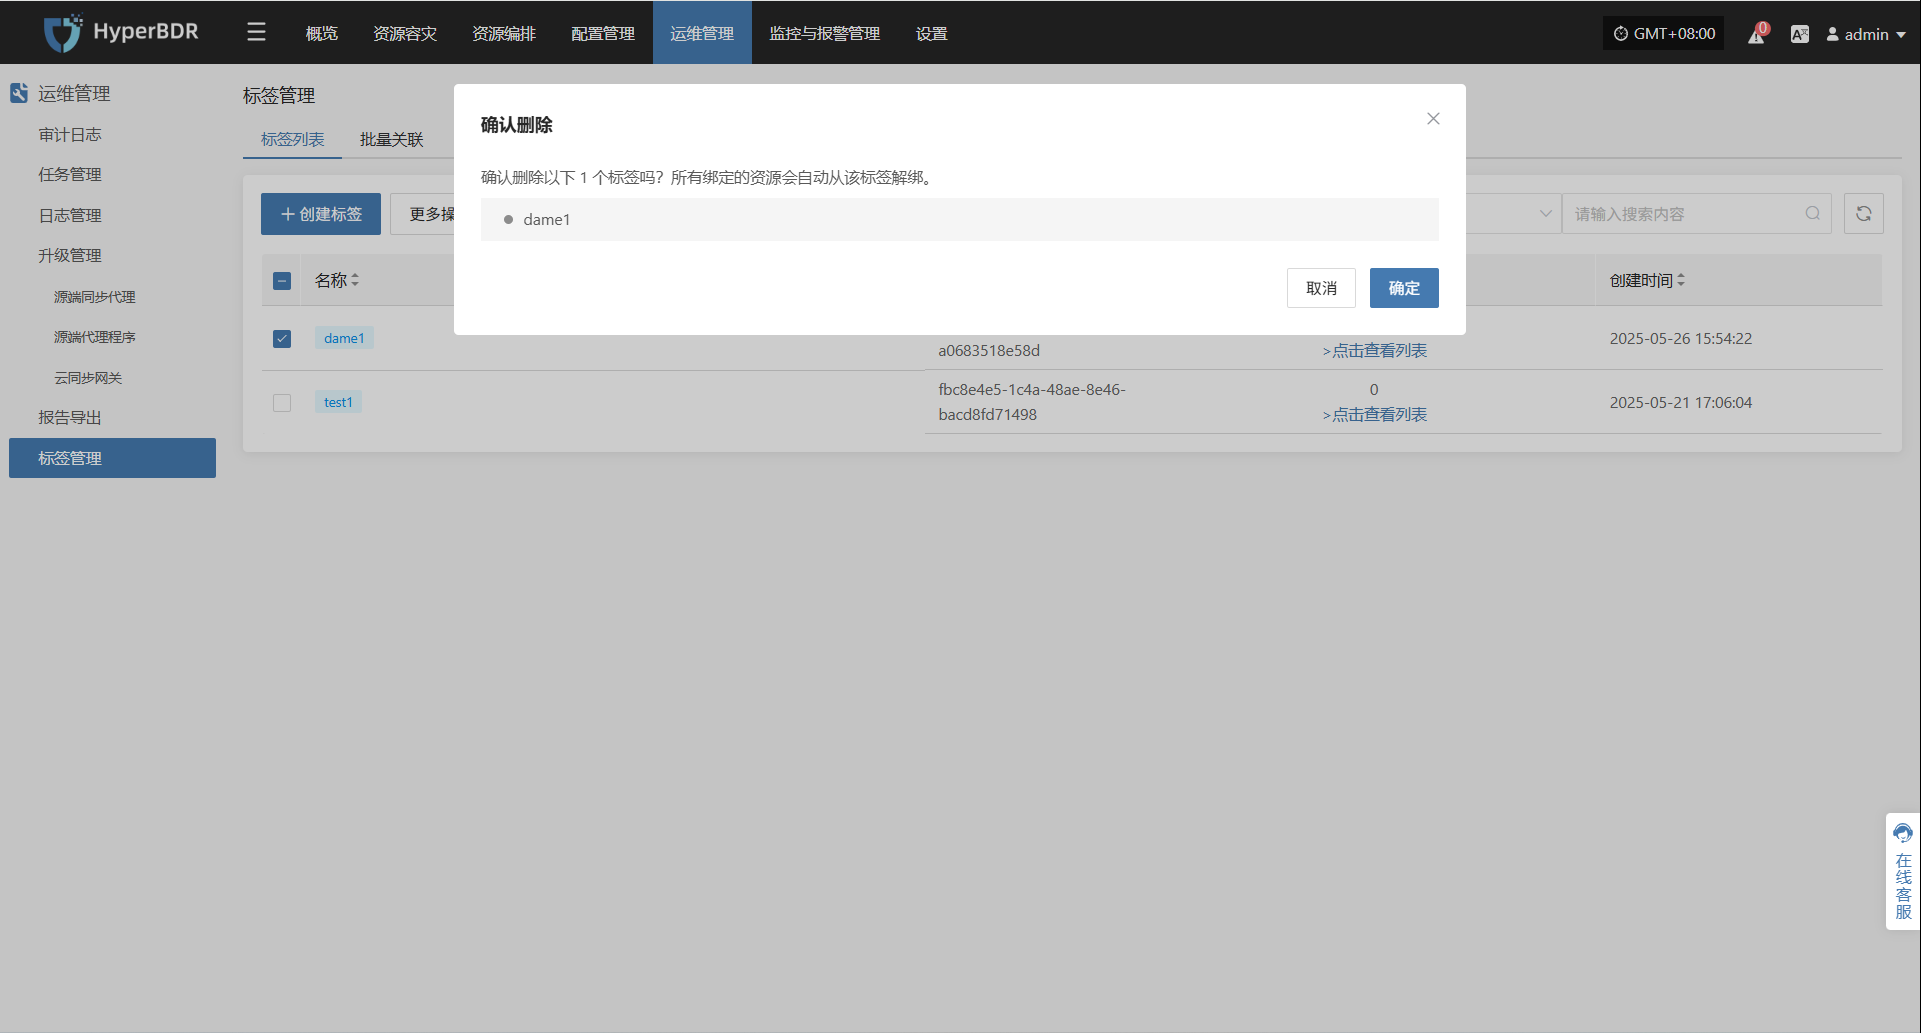 HyperBDR
概览
资源容灾
资源编排
配置管理
运维管理
监控与报警管理
设置
GMT+08:00
0
admin
运维管理
审计日志
任务管理
日志管理
升级管理
源端同步代理
源端代理程序
云同步网关
报告导出
标签管理
标签管理
标签列表
批量关联
创建标签
更多操
请输入搜索内容
确认删除
确认删除以下 1 个标签吗？所有绑定的资源会自动从该标签解绑。
dame1
取消
确定
名称
创建时间
dame1
a0683518e58d
>点击查看列表
2025-05-26 15:54:22
test1
fbc8e4e5-1c4a-48ae-8e46-
bacd8fd71498
0
>点击查看列表
2025-05-21 17:06:04
在线客服